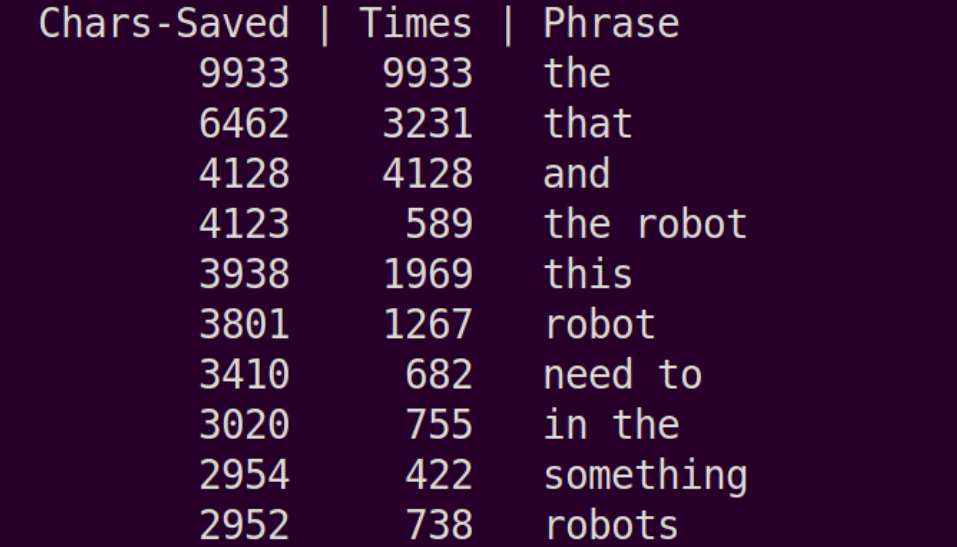 Chars-Saved | Times | Phrase
9933 9933 the
6462 3231 that
4128 4128 and
4123 589 the robot
3938 1969 this
3801 1267 robot
3410 682 need to
3020 755 in the
2954 422 something
2952 738 robots